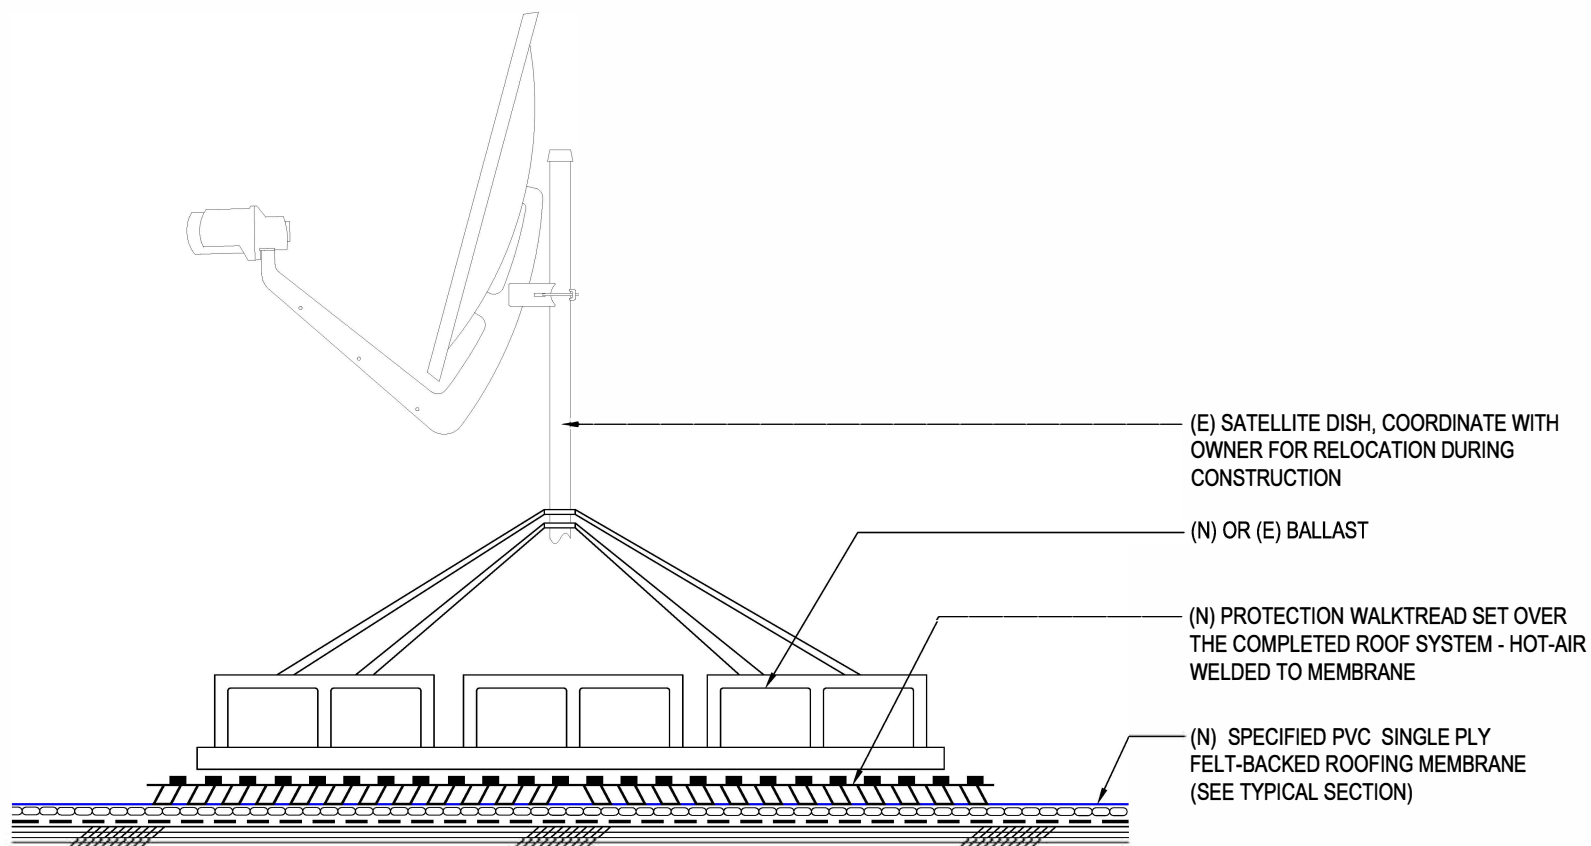 (E) SATELLITE DISH, COORDINATE WITH
OWNER FOR RELOCATION DURING
CONSTRUCTION
(N) OR (E) BALLAST
(N) PROTECTION WALKTREAD SET OVER
THE COMPLETED ROOF SYSTEM - HOT-AIR
WELDED TO MEMBRANE
(N) SPECIFIED PVC SINGLE PLY
FELT-BACKED ROOFING MEMBRANE
(SEE TYPICAL SECTION)